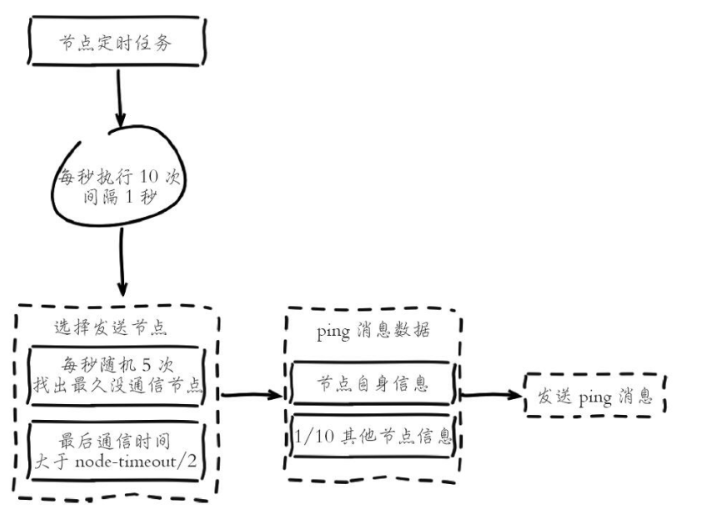 节点定时任务
每秒执行 10 次
间隔 1 秒
选择发送节点
每秒随机 5 次
找出最久没通信节点
最后通信时间
大于 node-timeout/2
ping 消息数据
节点自身信息
1/10 其他节点信息
发送 ping 消息